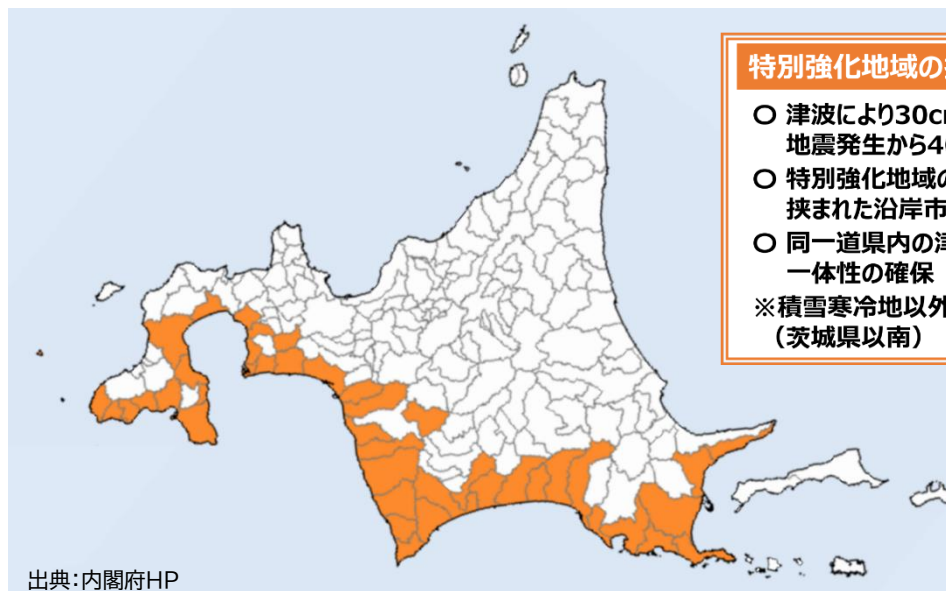 特別強化地域の
〇 津波により30cm
地震発生から4
〇 特別強化地域の
挟まれた沿岸市
〇 同一道県内の津
一体性の確保
※積雪寒冷地以外
（茨城県以南）
出典：内閣府HP